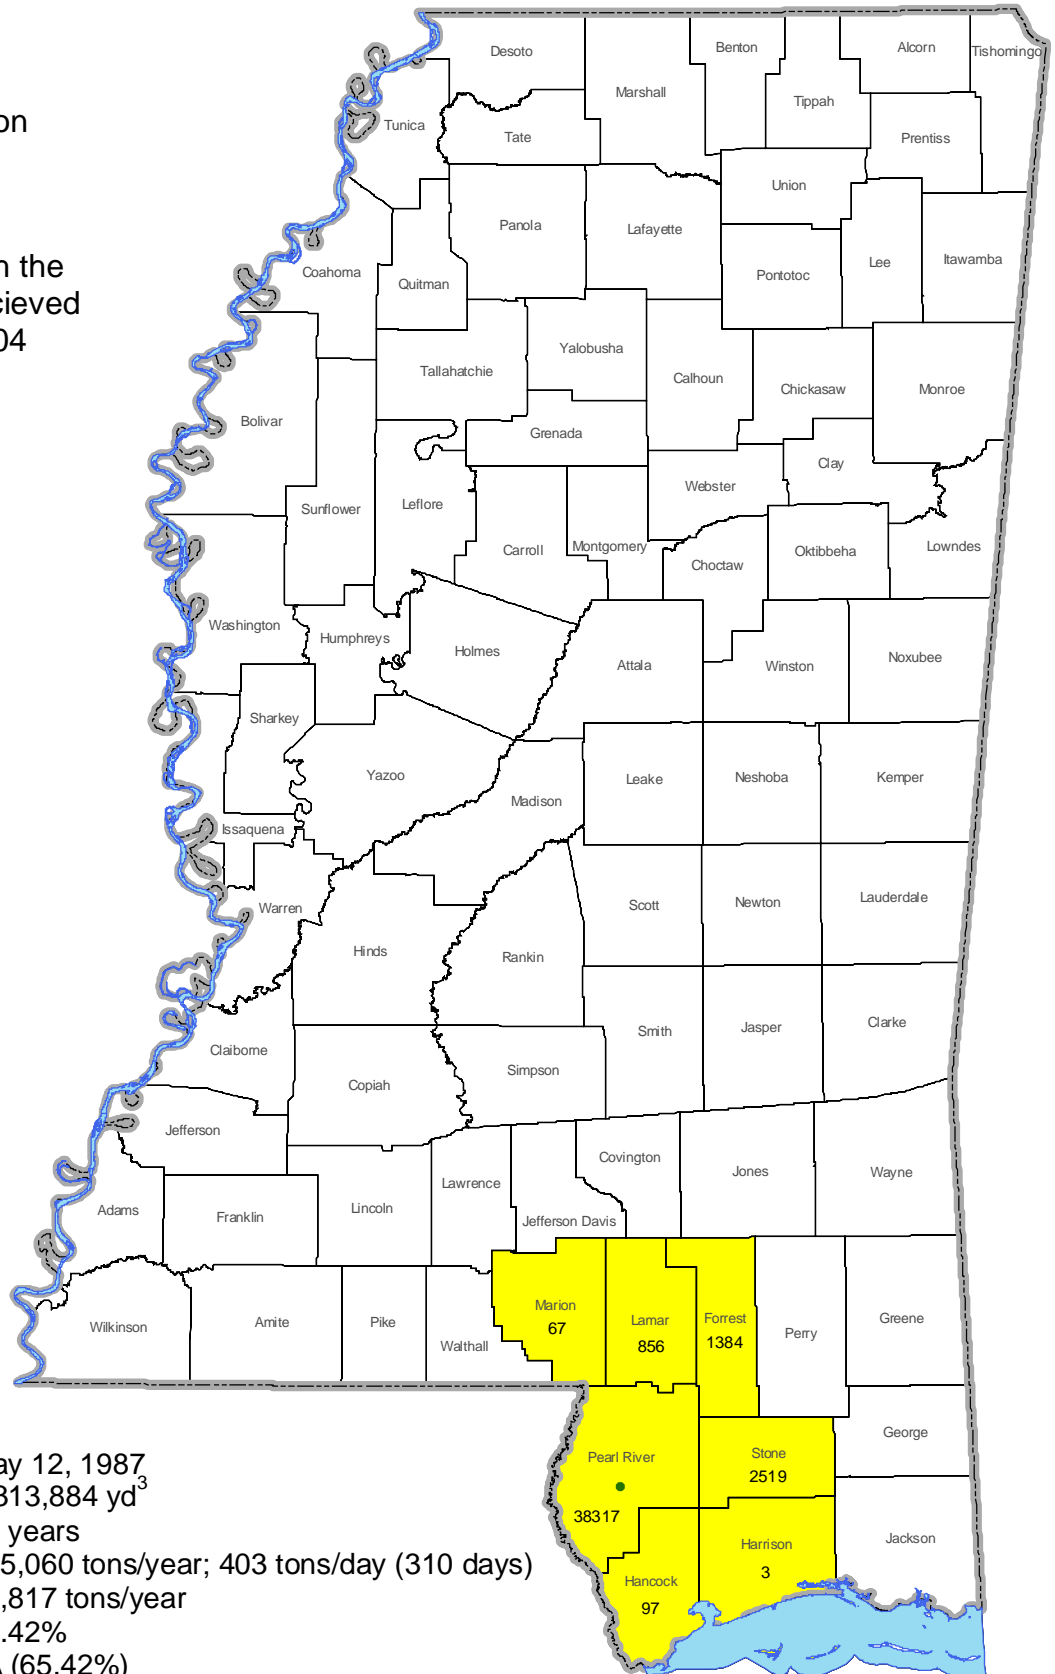 on
n the
cieved
04
Desoto
Benton
Alcorn
Tishomingo
Marshall
Tippah
Tunica
Tate
Prentiss
Union
Panola
Lafayette
Coahoma
Quitman
Pontotoc
Lee
Itawamba
Yalobusha
Tallahatchie
Calhoun
Chickasaw
Monroe
Bolivar
Grenada
Clay
Webster
Sunflower
Leflore
Carroll
Montgomery
Choctaw
Oktibbeha
Lowndes
Washington
Humphreys
Holmes
Attala
Winston
Noxubee
Sharkey
Yazoo
Leake
Neshoba
Kemper
Madison
Issaquena
Warren
Scott
Newton
Lauderdale
Hinds
Rankin
Smith
Jasper
Clarke
Claiborne
Copiah
Simpson
Jefferson
Covington
Jones
Wayne
Lawrence
Adams
Franklin
Lincoln
Jefferson Davis
Marion
67
Lamar
856
Forrest
1384
Perry
Greene
Wilkinson
Amite
Pike
Walthall
George
Pearl River
38317
Stone
2519
Harrison
3
Jackson
Hancock
97
ay 12, 1987
313,884 yd³
years
5,060 tons/year; 403 tons/day (310 days)
,817 tons/year
.42%
(65.42%)